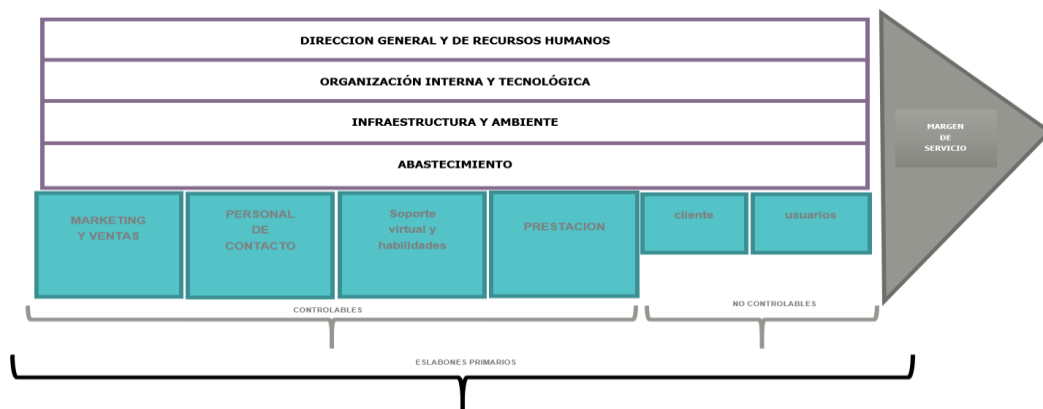 DIRECCION GENERAL Y DE RECURSOS HUMANOS
ORGANIZACIÓN INTERNA Y TECNOLÓGICA
INFRAESTRUCTURA Y AMBIENTE
ABASTECIMIENTO
MARGEN
DE
SERVICIO
MARKETING
Y VENTAS
PERSONAL
DE
CONTACTO
Soporte
virtual y
habilidades
PRESTACION
cliente
usuarios
CONTROLABLES
NO CONTROLABLES
ESLABONES PRIMARIOS